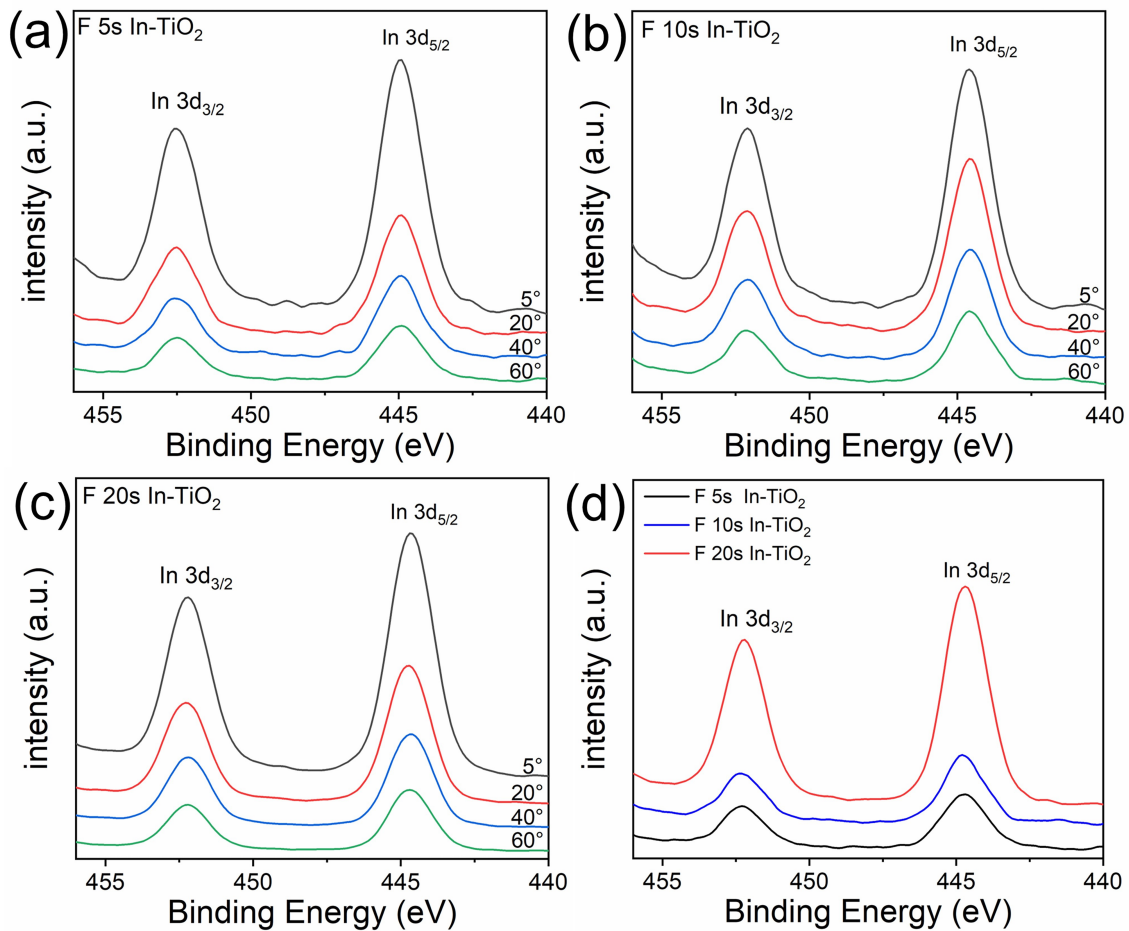 (a)
F 5s In-TiO2
In 3d5/2
In 3d3/2
5°
20°
40°
60°
intensity (a.u.)
455
450
445
440
Binding Energy (eV)
(b)
F 10s In-TiO2
In 3d5/2
In 3d3/2
5°
20°
40°
60°
intensity (a.u.)
455
450
445
440
Binding Energy (eV)
(c)
F 20s In-TiO2
In 3d5/2
In 3d3/2
5°
20°
40°
60°
intensity (a.u.)
455
450
445
440
Binding Energy (eV)
(d)
F 5s In-TiO2
F 10s In-TiO2
F 20s In-TiO2
In 3d5/2
In 3d3/2
intensity (a.u.)
455
450
445
440
Binding Energy (eV)